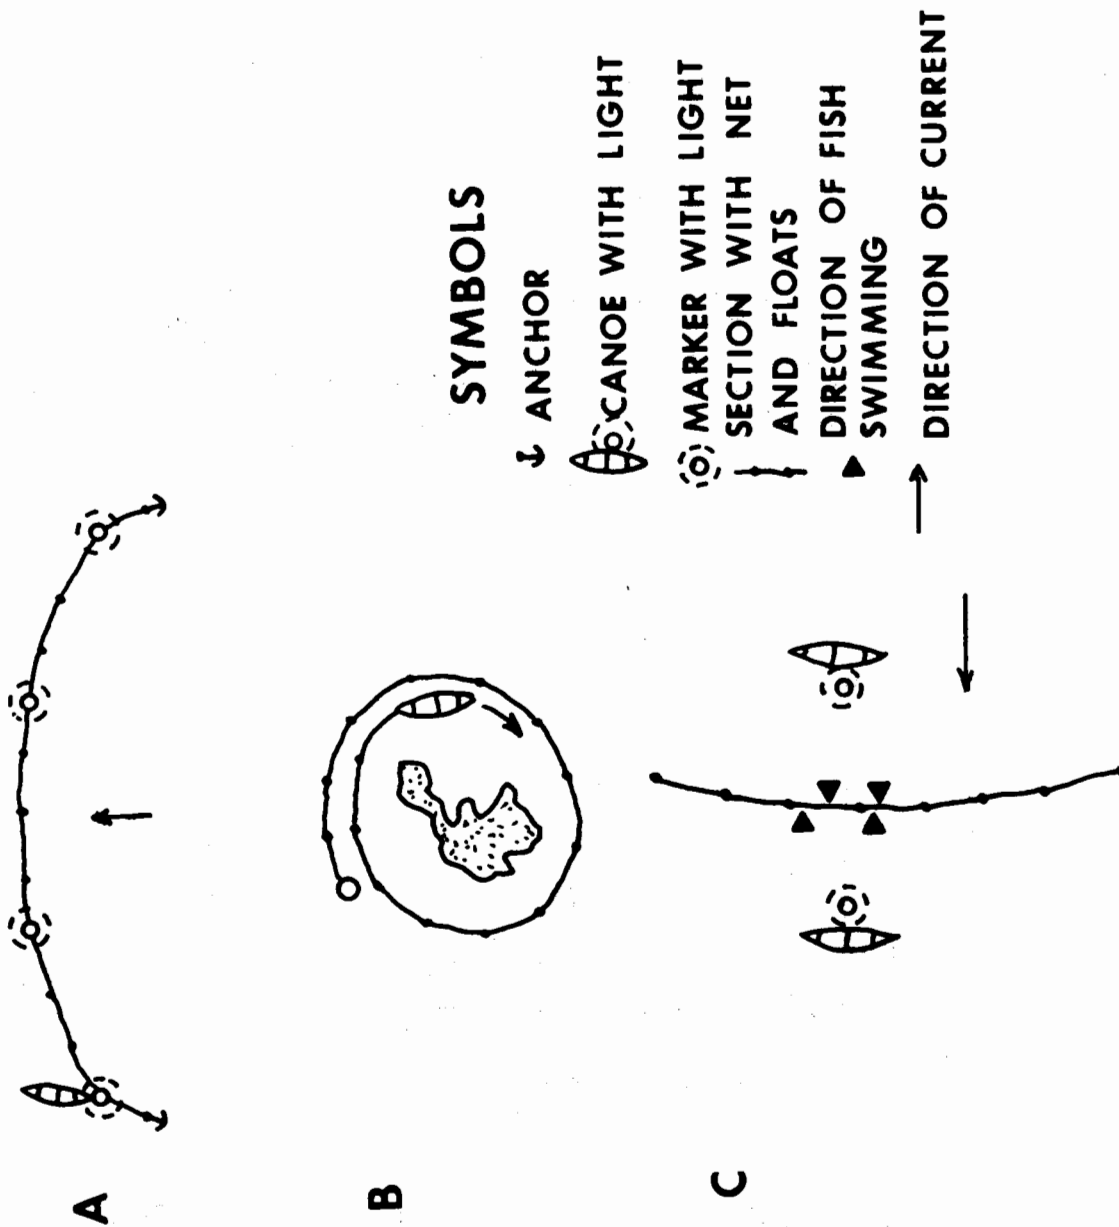 A
B
C
SYMBOLS
ANCHOR
CANOE WITH LIGHT
MARKER WITH LIGHT
SECTION WITH NET
AND FLOATS
DIRECTION OF FISH
SWIMMING
DIRECTION OF CURRENT